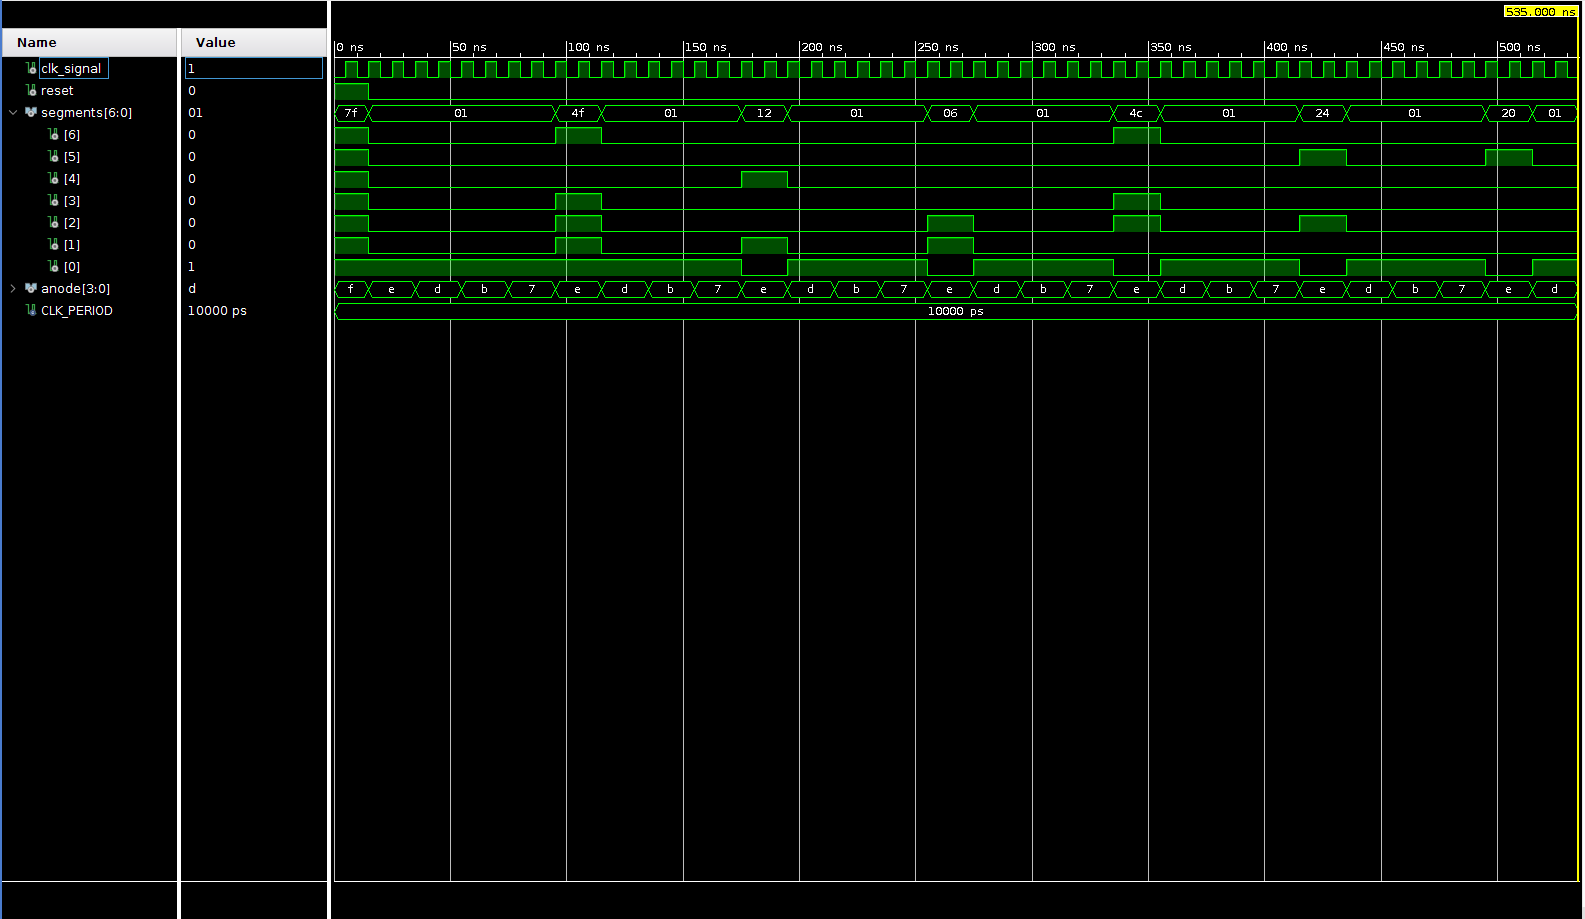 535.000 ns
Name Value
0 ns 50 ns 100 ns 150 ns 200 ns 250 ns 300 ns 350 ns 400 ns 450 ns 500 ns
clk_signal 1
reset 0
segments[6:0] 01 7f 01 4f 01 12 01 06 01 4c 01 24 01 20 01
[6] 0
[5] 0
[4] 0
[3] 0
[2] 0
[1] 0
[0] 1
anode[3:0] d f e d b 7 e d b 7 e d b 7 e d b 7 e d b 7 e d b 7 e d
CLK_PERIOD 10000 ps 10000 ps